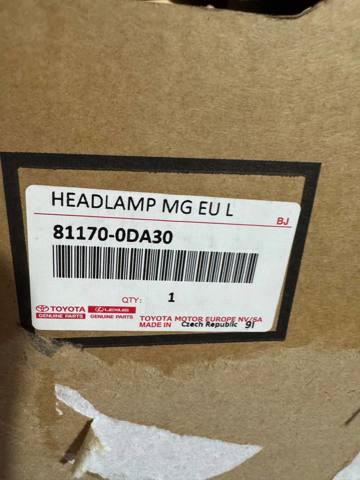 HEADLAMP MG EU L
BJ
81170-0DA30
QTY: 1
TOYOTA LEXUS
GENUINE PARTS GENUINE PARTS
TOYOTA MOTOR EUROPE NV/SA
MADE IN Czech Republic 9I